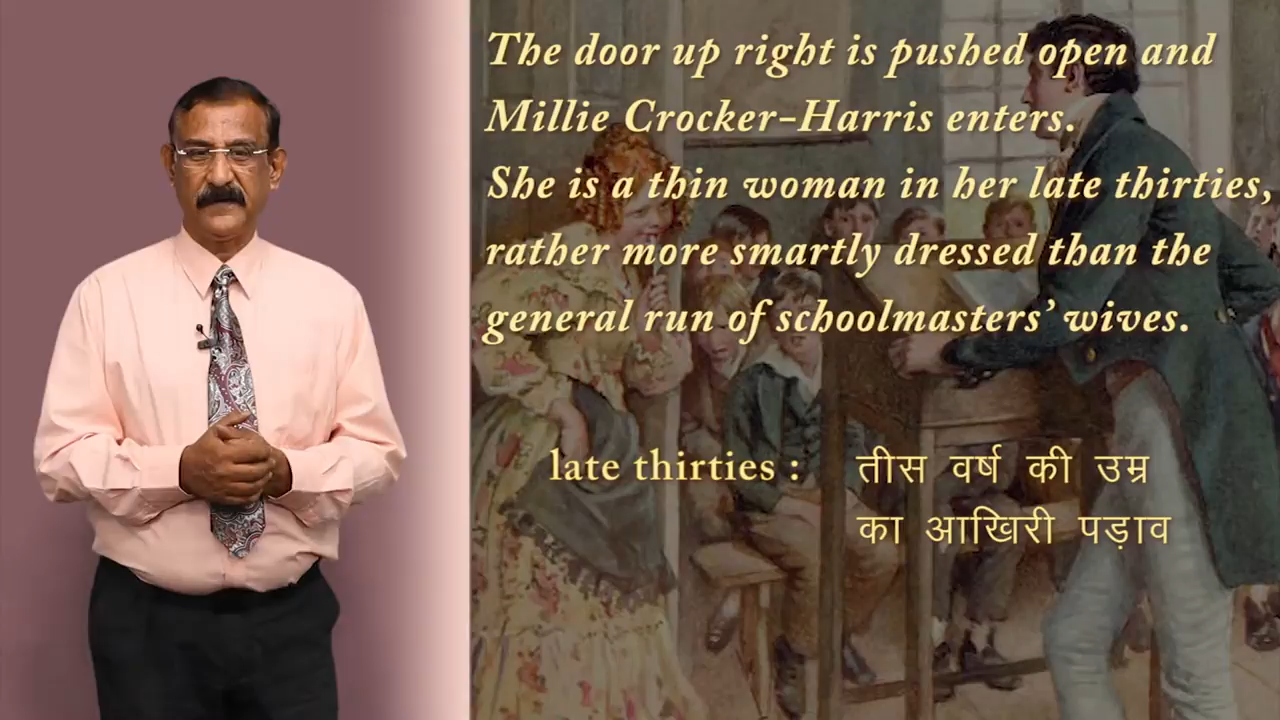 The door up right is pushed open and
Millie Crocker-Harris enters.
She is a thin woman in her late thirties,
rather more smartly dressed than the
general run of schoolmasters' wives.
late thirties : तीस वर्ष की उम्र
का आखिरी पड़ाव